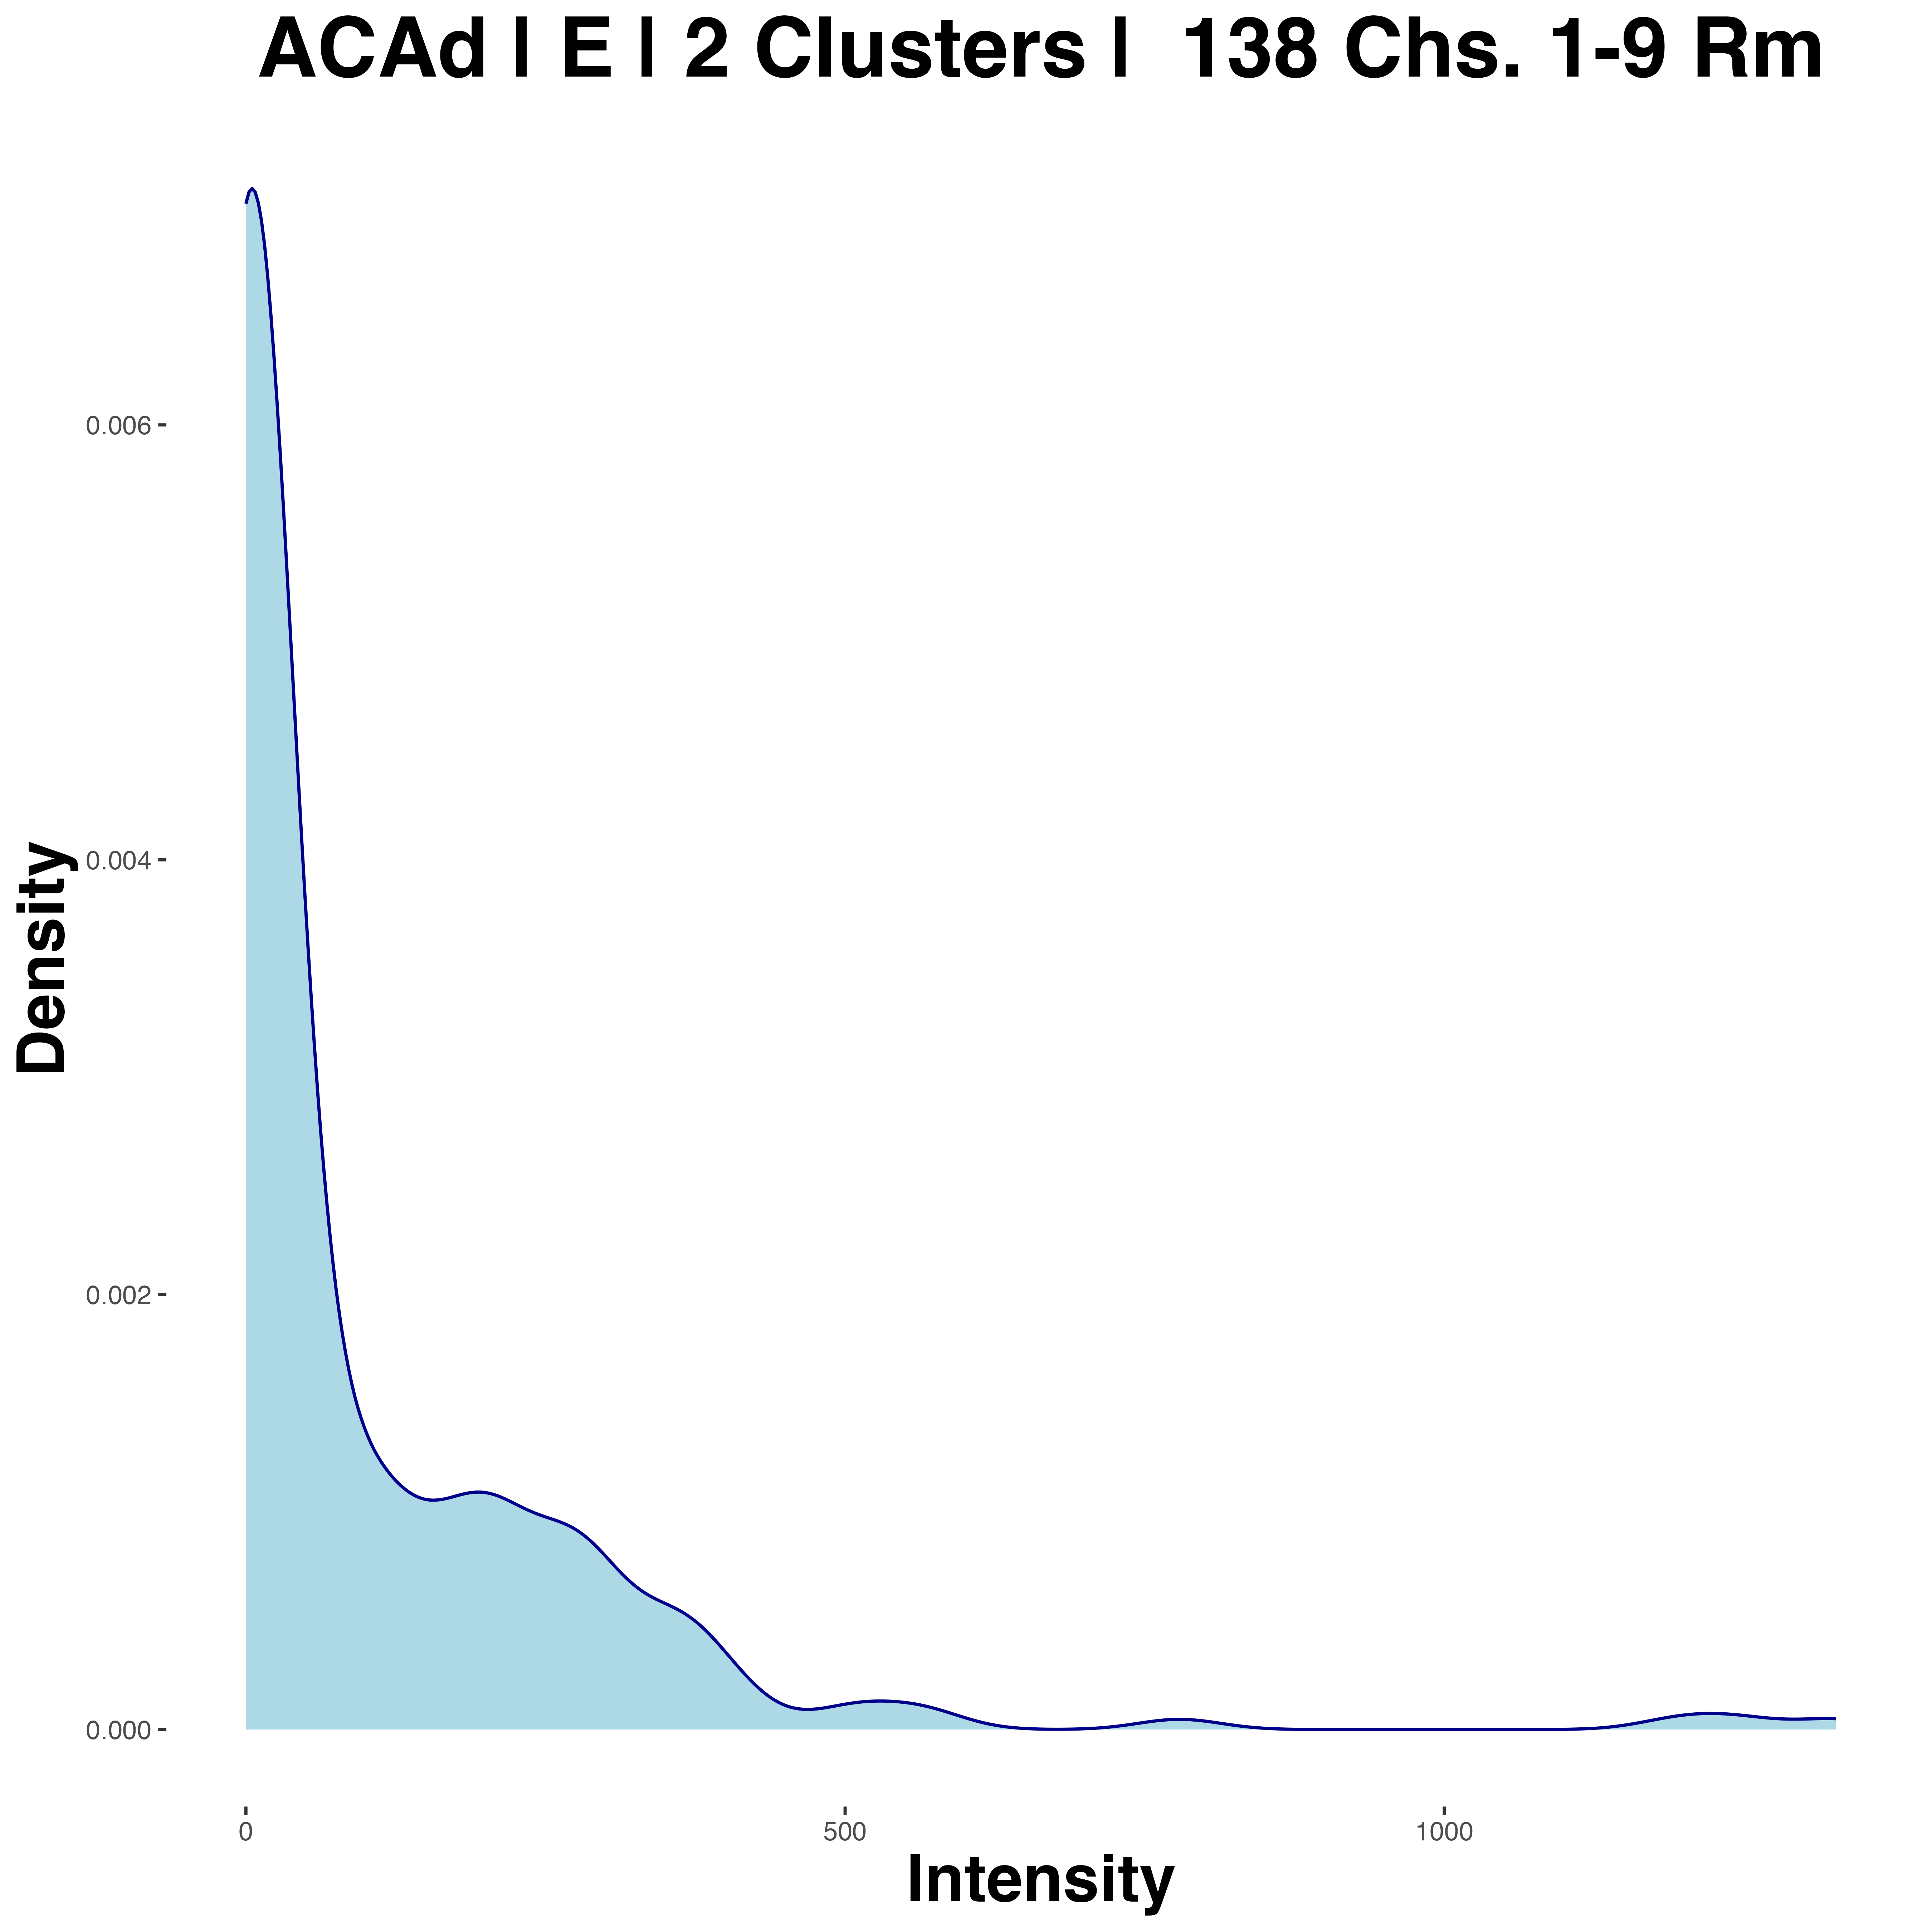 ACAd | E | 2 Clusters | 138 Chs. 1-9 Rm
Density
0.006
0.004
0.002
0.000
0
500
1000
Intensity